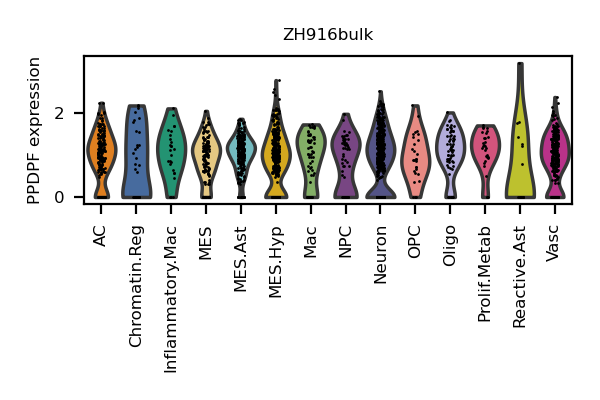 ZH916bulk
PPDPF expression
2
0
AC
Chromatin.Reg
Inflammatory.Mac
MES
MES.Ast
MES.Hyp
Mac
NPC
Neuron
OPC
Oligo
Prolif.Metab
Reactive.Ast
Vasc